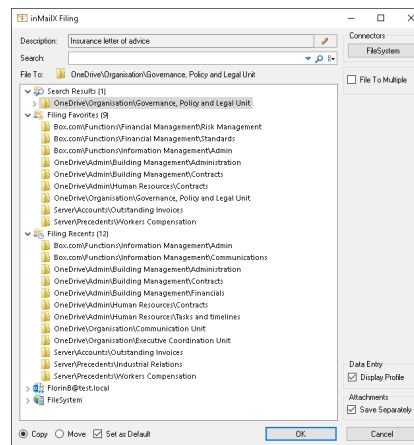 inMailX Filing
Description: Insurance letter of advice
Search:
File To: OneDrive\Organisation\Governance, Policy and Legal Unit
Search Results (1)
OneDrive\Organisation\Governance, Policy and Legal Unit
Filing Favorites (9)
Box.com\Functions\Financial Management\Risk Management
Box.com\Functions\Financial Management\Standards
Box.com\Functions\Information Management\Admin
OneDrive\Admin\Building Management\Administration
OneDrive\Admin\Building Management\Contracts
OneDrive\Admin\Human Resources\Contracts
OneDrive\Organisation\Governance, Policy and Legal Unit
Server\Accounts\Outstanding Invoices
Server\Precedents\Workers Compensation
Filing Recents (12)
Box.com\Functions\Information Management\Admin
Box.com\Functions\Information Management\Communications
OneDrive\Admin\Building Management\Administration
OneDrive\Admin\Building Management\Contracts
OneDrive\Admin\Building Management\Financials
OneDrive\Admin\Human Resources\Contracts
OneDrive\Admin\Human Resources\Tasks and timelines
OneDrive\Organisation\Communication Unit
OneDrive\Organisation\Executive Coordination Unit
Server\Accounts\Outstanding Invoices
Server\Precedents\Industrial Relations
Server\Precedents\Workers Compensation
FlorinB@test.local
FileSystem
Copy Move Set as Default
OK
Connectors
FileSystem
File To Multiple
Data Entry
Display Profile
Attachments
Save Separately
Cancel